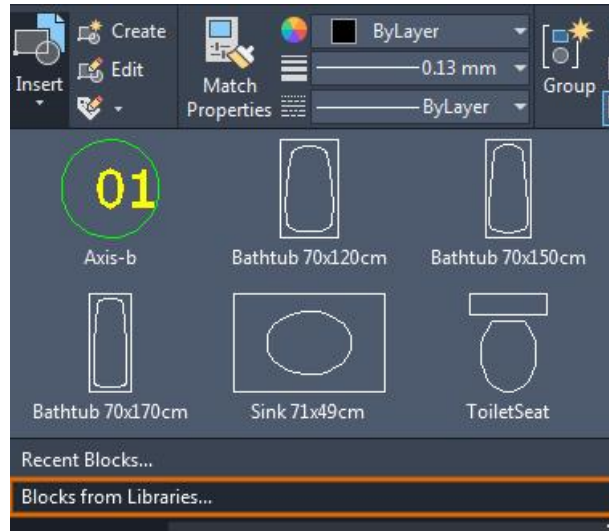 Create
ByLayer
Edit
0.13 mm
Insert
Match
Properties
ByLayer
Group
01
Axis-b
Bathtub 70x120cm
Bathtub 70x150cm
Bathtub 70x170cm
Sink 71x49cm
ToiletSeat
Recent Blocks...
Blocks from Libraries...